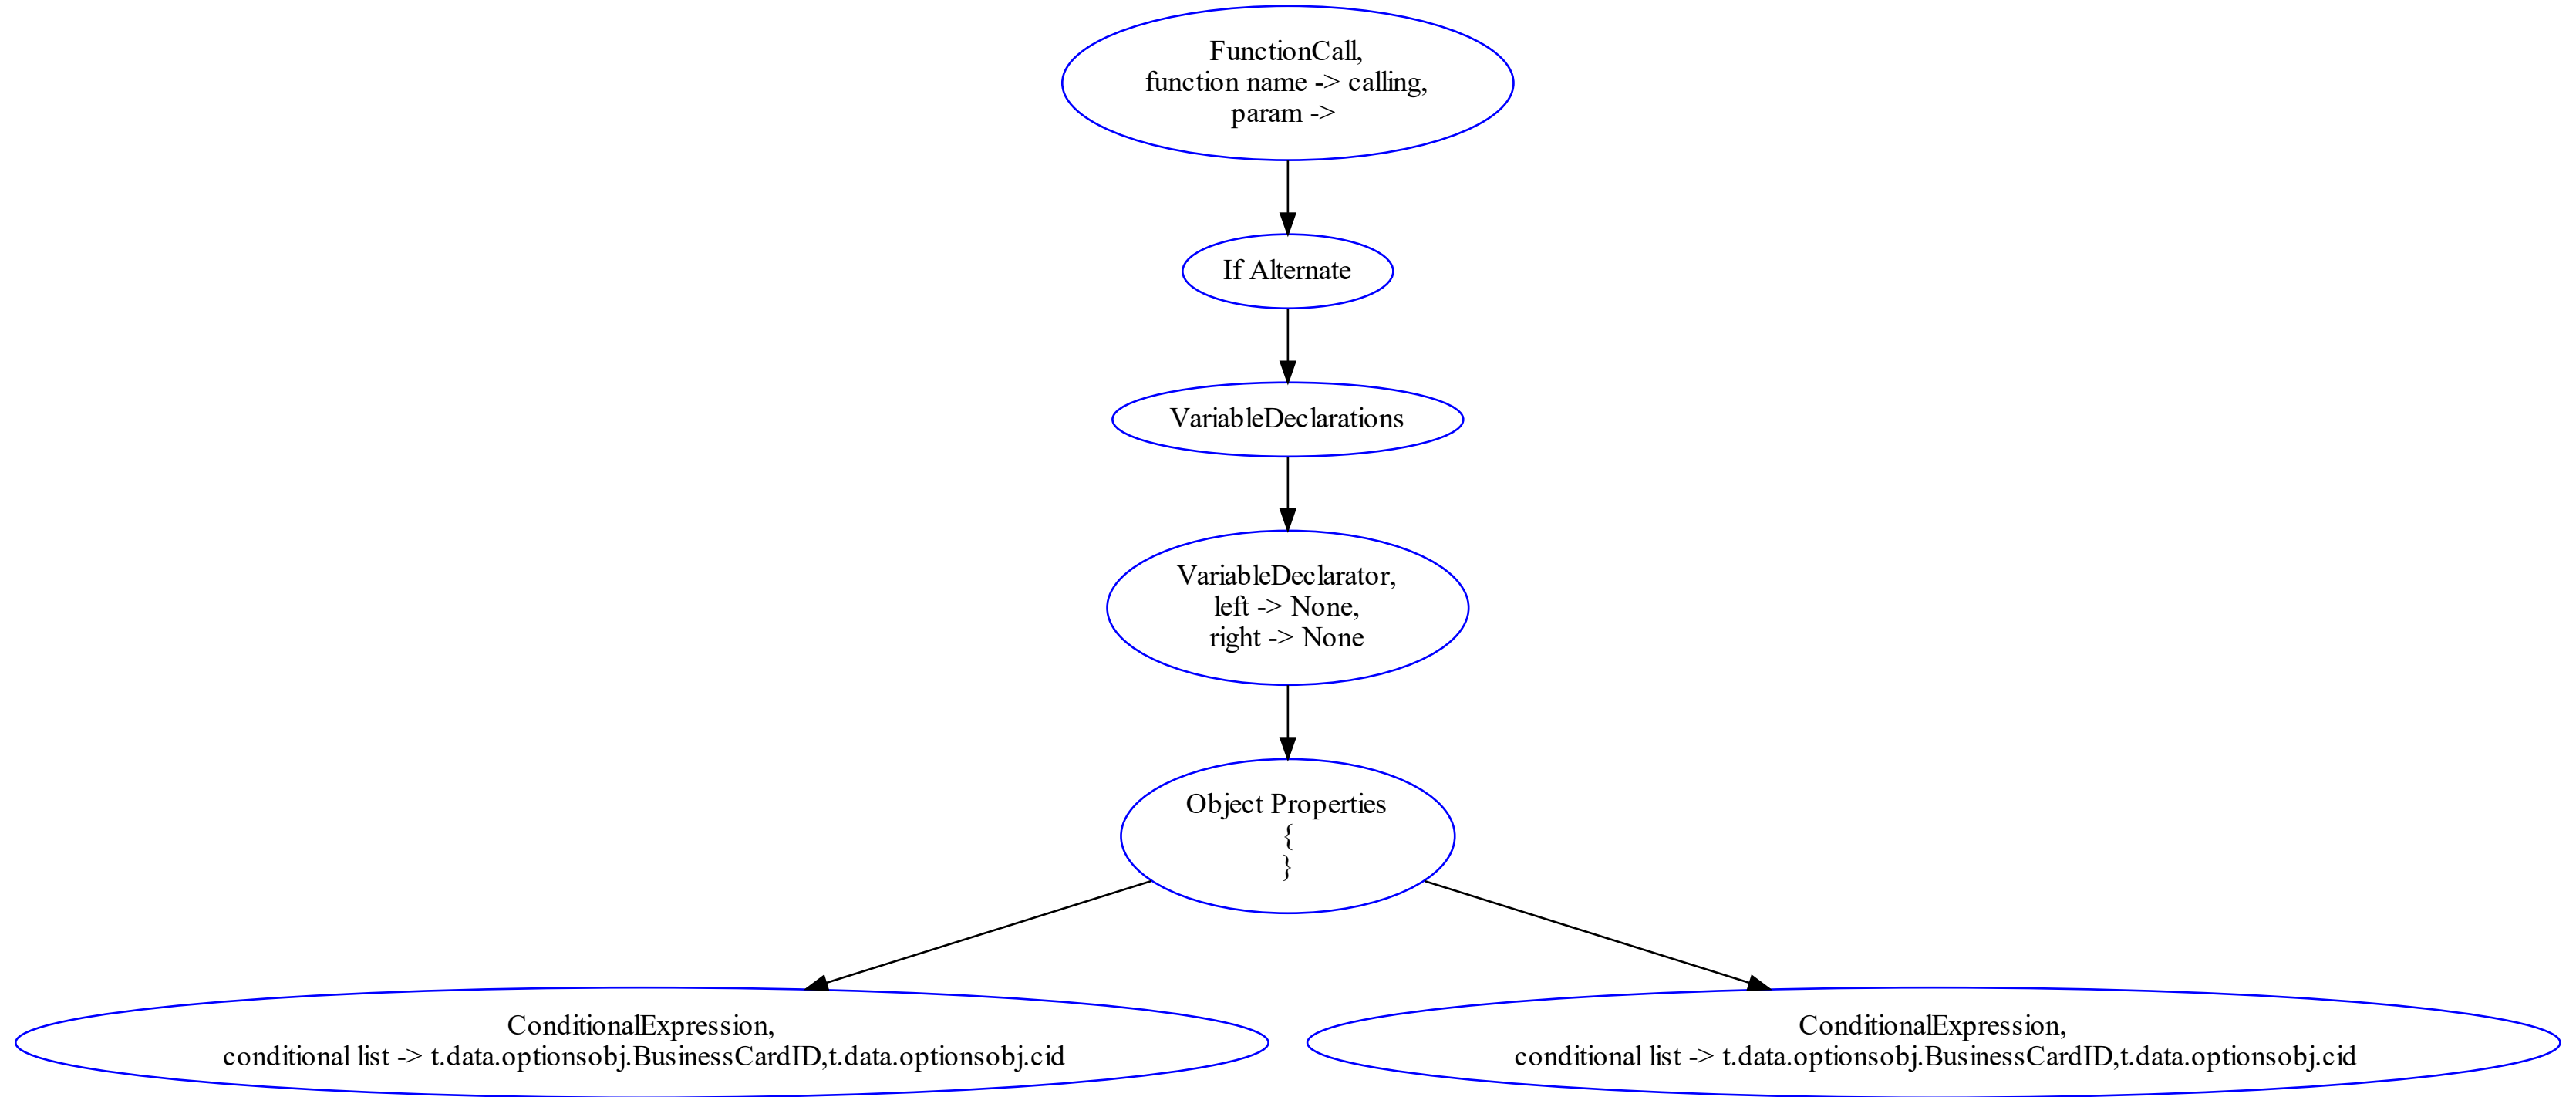 FunctionCall,
function name -> calling,
param ->
If Alternate
VariableDeclarations
VariableDeclarator,
left -> None,
right -> None
Object Properties
{
}
ConditionalExpression,
conditional list -> t.data.optionsobj.BusinessCardID,t.data.optionsobj.cid
ConditionalExpression,
conditional list -> t.data.optionsobj.BusinessCardID,t.data.optionsobj.cid